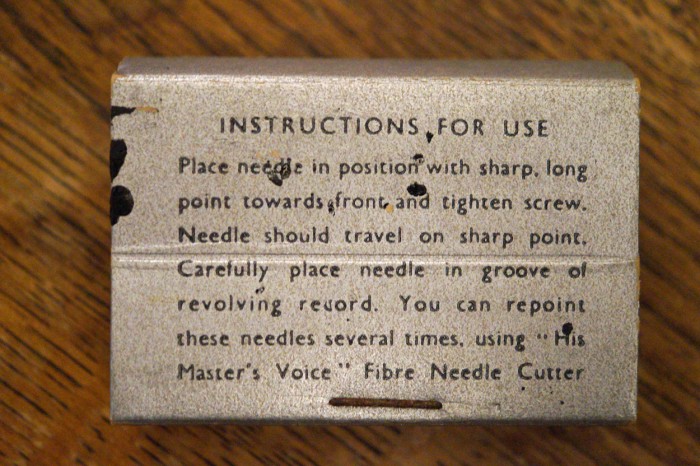 INSTRUCTIONS FOR USE
Place needle in position with sharp, long
point towards front and tighten screw.
Needle should travel on sharp point.
Carefully place needle in groove of
revolving record. You can repoint
these needles several times, using "His
Master's Voice" Fibre Needle Cutter